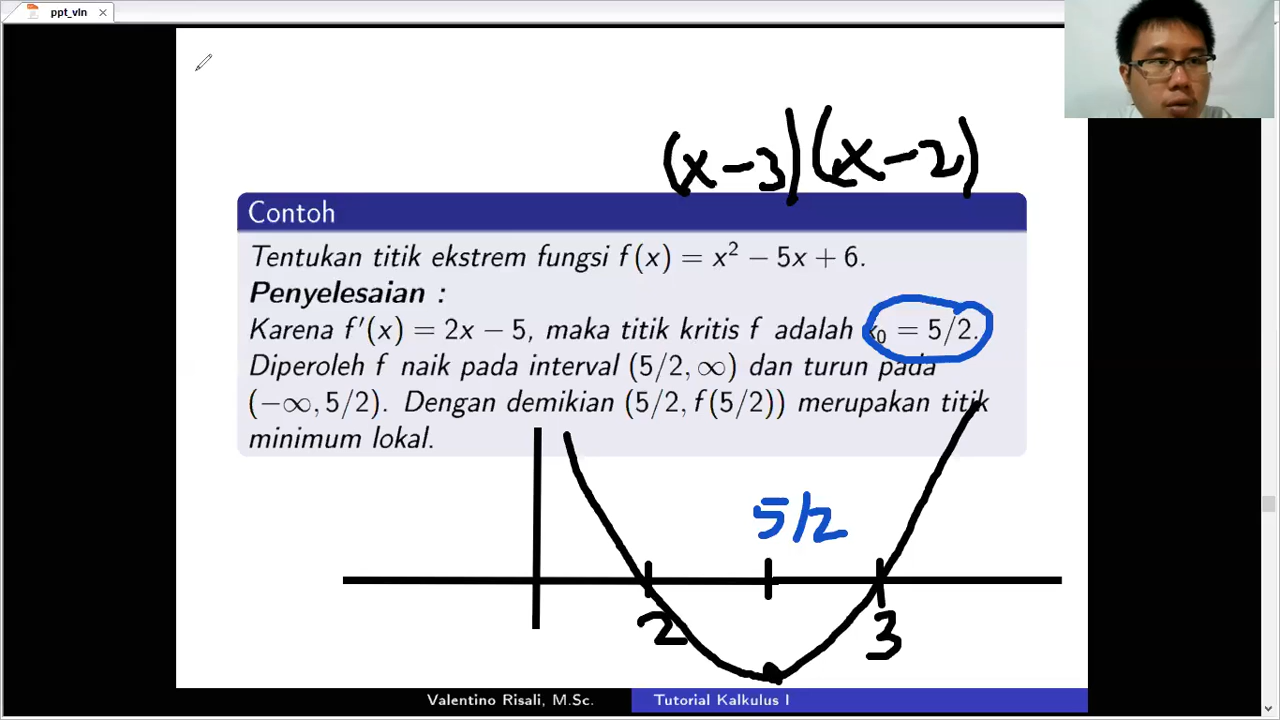 ppt_vln
(x-3)(x-2)
Contoh
Tentukan titik ekstrem fungsi f(x) = x² − 5x + 6.
Penyelesaian :
Karena f′(x) = 2x − 5, maka titik kritis f adalah x₀ = 5/2.
Diperoleh f naik pada interval (5/2, ∞) dan turun pada
(−∞, 5/2). Dengan demikian (5/2, f(5/2)) merupakan titik
minimum lokal.
5/2
2
3
Valentino Risali, M.Sc.
Tutorial Kalkulus I